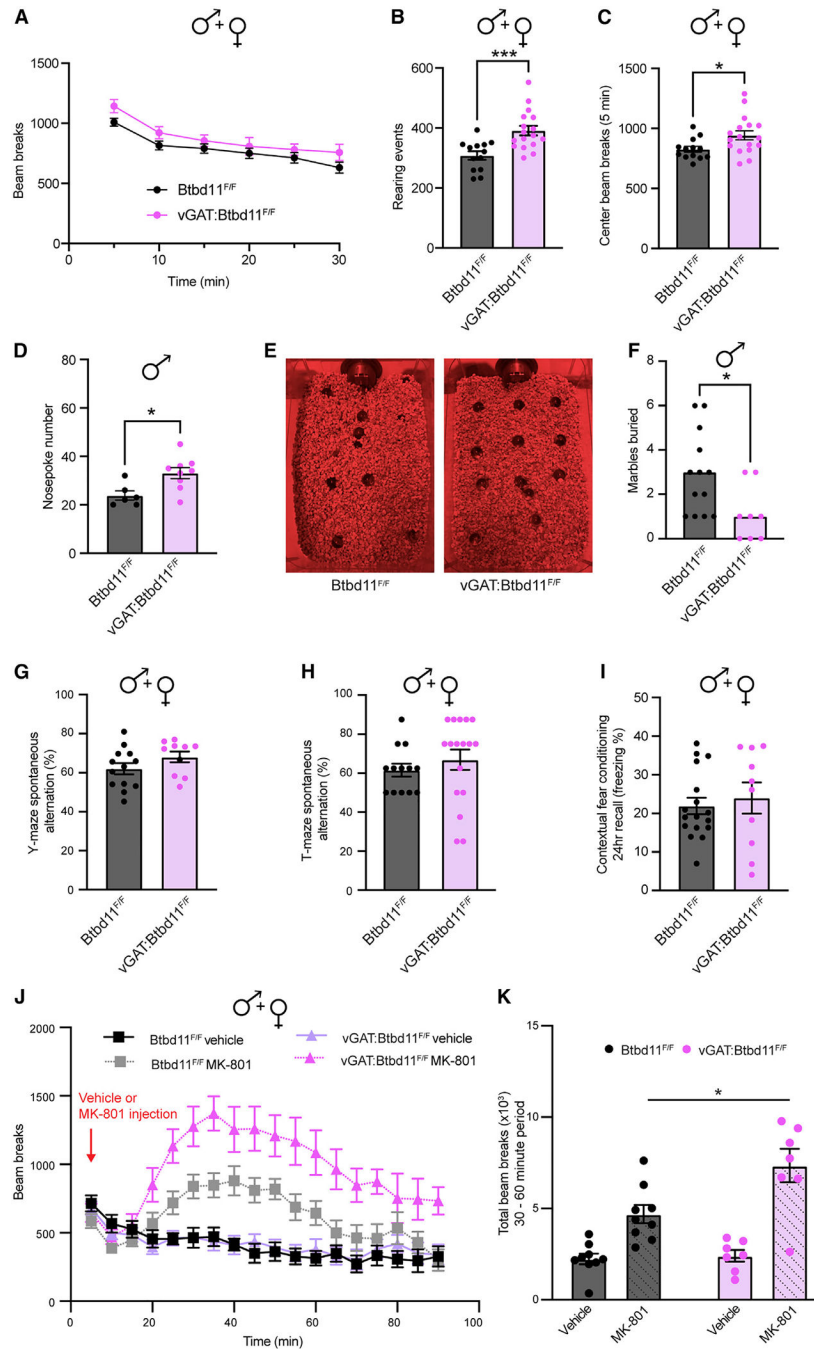 A
♂+♀
1500
1000
500
0
Beam breaks
Btbd11F/F
vGAT:Btbd11F/F
0
10
20
30
Time (min)
B
♂+♀
***
600
400
200
0
Rearing events
Btbd11F/F
vGAT:Btbd11F/F
C
♂+♀
*
1500
1000
500
0
Center beam breaks (5 min)
Btbd11F/F
vGAT:Btbd11F/F
D
♂
*
80
60
40
20
0
Nosepoke number
Btbd11F/F
vGAT:Btbd11F/F
E
Btbd11F/F
vGAT:Btbd11F/F
F
♂
*
8
6
4
2
0
Marbles buried
Btbd11F/F
vGAT:Btbd11F/F
G
♂+♀
100
80
60
40
20
0
Y-maze spontaneous
alternation (%)
Btbd11F/F
vGAT:Btbd11F/F
H
♂+♀
100
80
60
40
20
0
T-maze spontaneous
alternation (%)
Btbd11F/F
vGAT:Btbd11F/F
I
♂+♀
50
40
30
20
10
0
Contextual fear conditioning
24hr recall (freezing %)
Btbd11F/F
vGAT:Btbd11F/F
J
♂+♀
2000
1500
1000
500
0
Beam breaks
Btbd11F/F vehicle
Btbd11F/F MK-801
vGAT:Btbd11F/F vehicle
vGAT:Btbd11F/F MK-801
Vehicle or
MK-801 injection
0
20
40
60
80
100
Time (min)
K
Btbd11F/F
vGAT:Btbd11F/F
*
15
10
5
0
Total beam breaks (x10³)
30 - 60 minute period
Vehicle
MK-801
Vehicle
MK-801